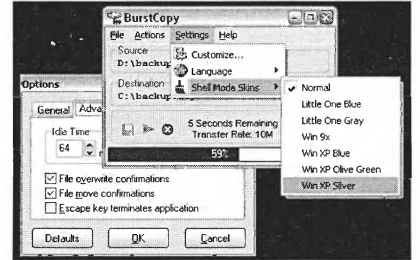 BurstCopy
File Actions Settings Help
Source
D:\backup
Destination
C:\backup
Customize...
Language
Shell Mode Skins
Normal
Little One Blue
Little One Gray
Win 9x
Win XP Blue
Win XP Olive Green
Win XP Silver
5 Seconds Remaining
Transfer Rate: 10M
59%
Options
General Adva
Idle Time
64
File overwrite confirmations
File move confirmations
Escape key terminates application
Defaults OK Cancel